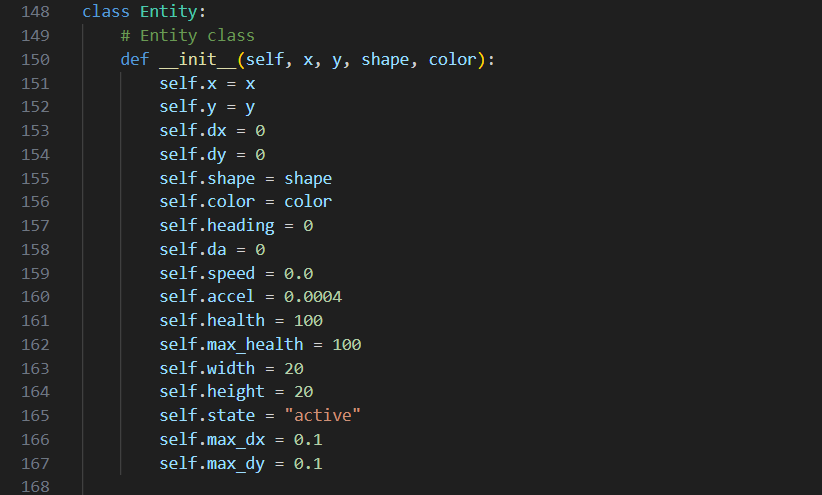 148 class Entity:
149 # Entity class
150 def __init__(self, x, y, shape, color):
151 self.x = x
152 self.y = y
153 self.dx = 0
154 self.dy = 0
155 self.shape = shape
156 self.color = color
157 self.heading = 0
158 self.da = 0
159 self.speed = 0.0
160 self.accel = 0.0004
161 self.health = 100
162 self.max_health = 100
163 self.width = 20
164 self.height = 20
165 self.state = "active"
166 self.max_dx = 0.1
167 self.max_dy = 0.1
168